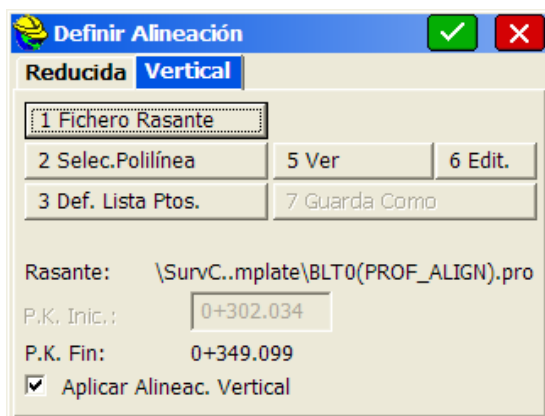 Definir Alineación
Reducida Vertical
1 Fichero Rasante
2 Selec.Polilínea 5 Ver 6 Edit.
3 Def. Lista Ptos. 7 Guarda Como
Rasante: \SurvC..mplate\BLT0(PROF_ALIGN).pro
P.K. Inic.: 0+302.034
P.K. Fin: 0+349.099
Aplicar Alineac. Vertical